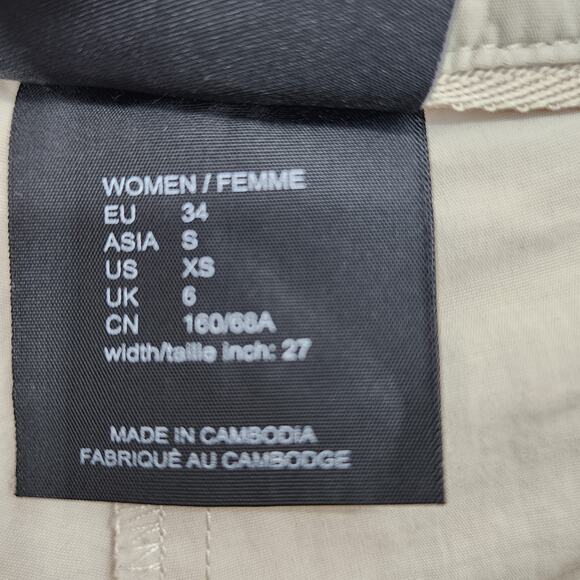 WOMEN / FEMME
EU 34
ASIA S
US XS
UK 6
CN 160/68A
width/taille inch: 27
MADE IN CAMBODIA
FABRIQUÉ AU CAMBODGE